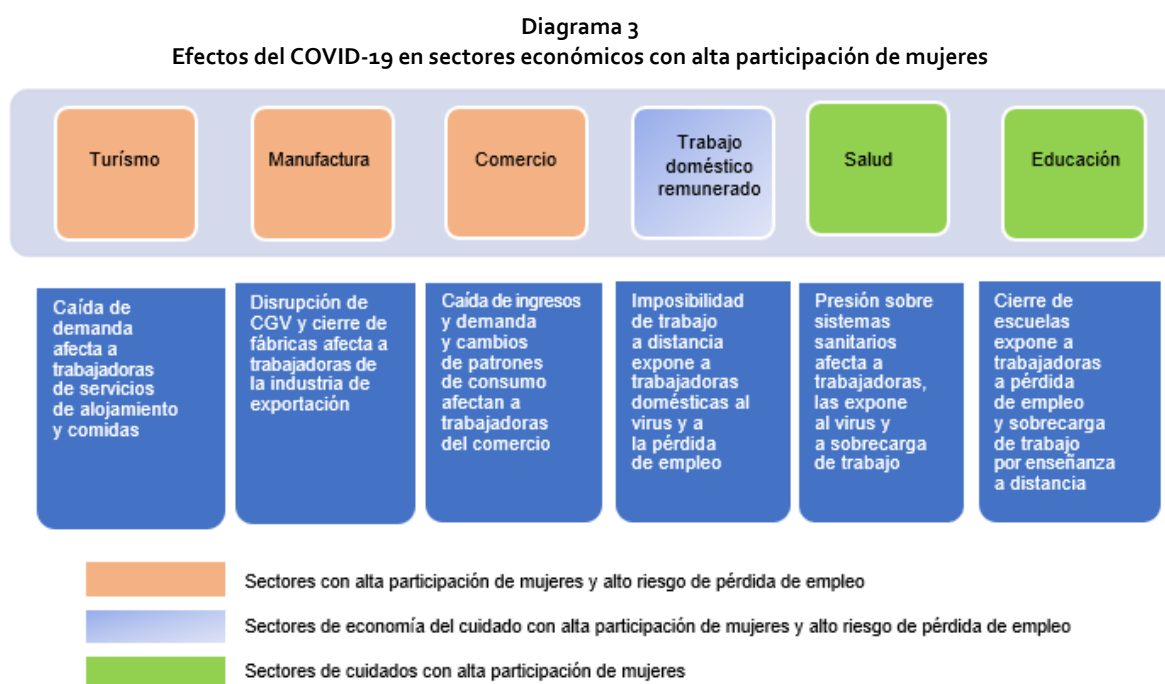 Diagrama 3
Efectos del COVID-19 en sectores económicos con alta participación de mujeres
Turísmo
Manufactura
Comercio
Trabajo
doméstico
remunerado
Salud
Educación
Caída de
demanda
afecta a
trabajadoras
de servicios
de alojamiento
y comidas
Disrupción de
CGV y cierre de
fábricas afecta a
trabajadoras de
la industria de
exportación
Caída de ingresos
y demanda
y cambios
de patrones
de consumo
afectan a
trabajadoras
del comercio
Imposibilidad
de trabajo
a distancia
expone a
trabajadoras
domésticas al
virus y a
la pérdida
de empleo
Presión sobre
sistemas
sanitarios
afecta a
trabajadoras,
las expone
al virus y
a sobrecarga
de trabajo
Cierre de
escuelas
expone a
trabajadoras
a pérdida
de empleo
y sobrecarga
de trabajo
por enseñanza
a distancia
Sectores con alta participación de mujeres y alto riesgo de pérdida de empleo
Sectores de economía del cuidado con alta participación de mujeres y alto riesgo de pérdida de empleo
Sectores de cuidados con alta participación de mujeres